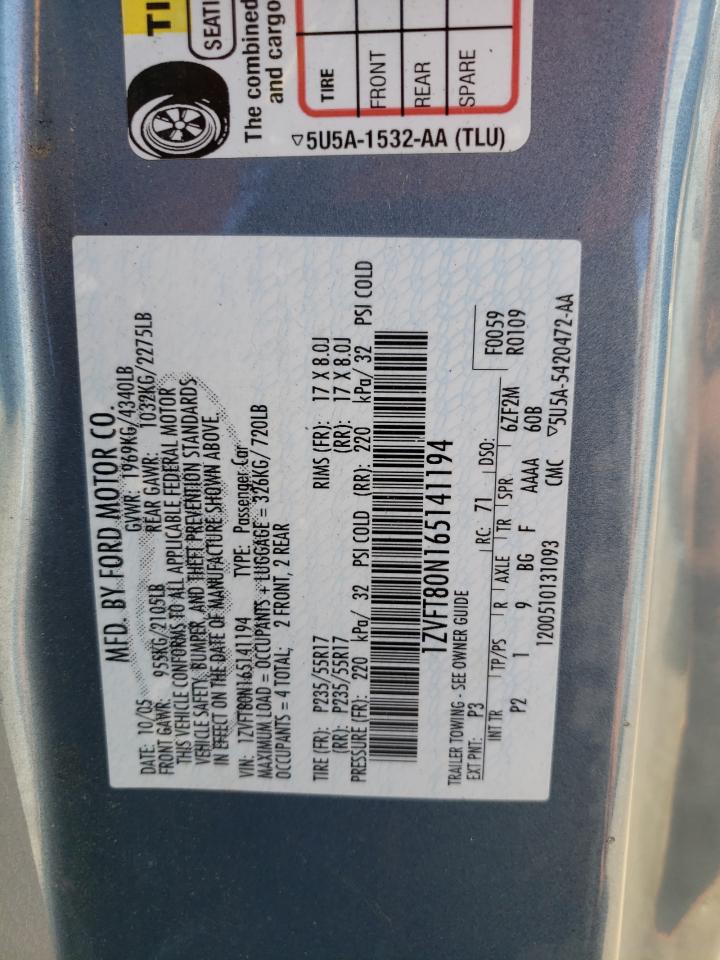 TI
SEATI
The combined
and cargo
TIRE
FRONT
REAR
SPARE
▽5U5A-1532-AA (TLU)
MFD. BY FORD MOTOR CO.
DATE: 10/05 GVWR: 1969KG/4340LB
FRONT GAWR: 955KG/2105LB REAR GAWR: 1032KG/2275LB
THIS VEHICLE CONFORMS TO ALL APPLICABLE FEDERAL MOTOR
VEHICLE SAFETY, BUMPER, AND THEFT PREVENTION STANDARDS
IN EFFECT ON THE DATE OF MANUFACTURE SHOWN ABOVE.
VIN: 1ZVFT80N165141194 TYPE: Passenger Car
MAXIMUM LOAD = OCCUPANTS + LUGGAGE = 326KG/720LB
OCCUPANTS = 4 TOTAL; 2 FRONT, 2 REAR
TIRE (FR): P235/55R17 RIMS (FR): 17 X 8.0J
(RR): P235/55R17 (RR): 17 X 8.0J
PRESSURE (FR): 220 kPa/ 32 PSI COLD (RR): 220 kPa/ 32 PSI COLD
1ZVFT80N165141194
TRAILER TOWING - SEE OWNER GUIDE
EXT PNT: P3 RC: 71 DSO: F0059
R0109
INT TR TP/PS R AXLE TR SPR 6ZF2M
P2 1 9 BG F AAAA 60B
1200510131093 CMC ▽5U5A-5420472-AA